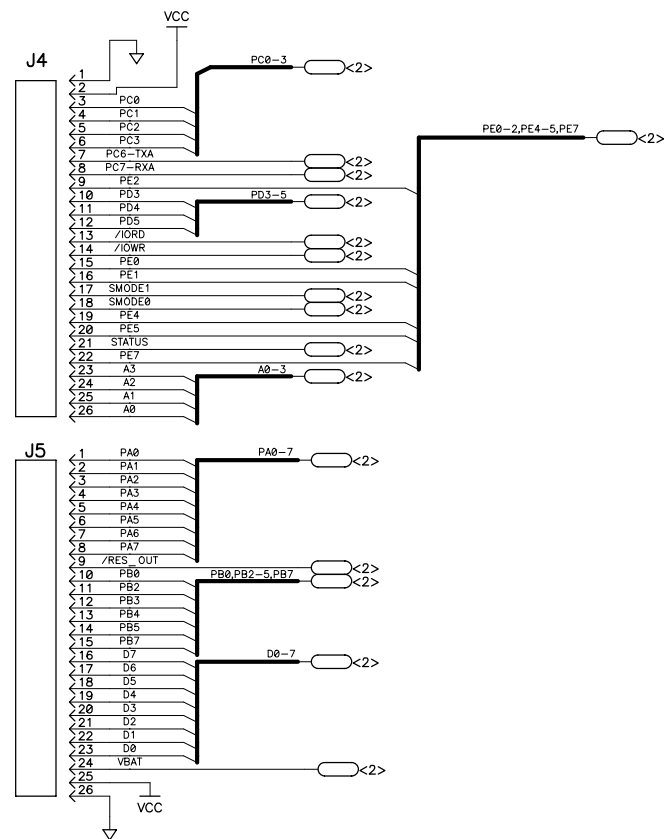 VCC
J4
1
2
3 PC0 PC0-3 <2>
4 PC1
5 PC2
6 PC3
7 PC6-TXA <2>
8 PC7-RXA <2>
9 PE2 PE0-2,PE4-5,PE7 <2>
10 PD3 PD3-5 <2>
11 PD4
12 PD5
13 /IORD <2>
14 /IOWR <2>
15 PE0
16 PE1
17 SMODE1 <2>
18 SMODE0 <2>
19 PE4
20 PE5
21 STATUS <2>
22 PE7
23 A3 A0-3 <2>
24 A2
25 A1
26 A0
J5
1 PA0 PA0-7 <2>
2 PA1
3 PA2
4 PA3
5 PA4
6 PA5
7 PA6
8 PA7
9 /RES_OUT <2>
10 PB0 PB0,PB2-5,PB7 <2>
11 PB2
12 PB3
13 PB4
14 PB5
15 PB7
16 D7 D0-7 <2>
17 D6
18 D5
19 D4
20 D3
21 D2
22 D1
23 D0
24 VBAT <2>
25
26
VCC